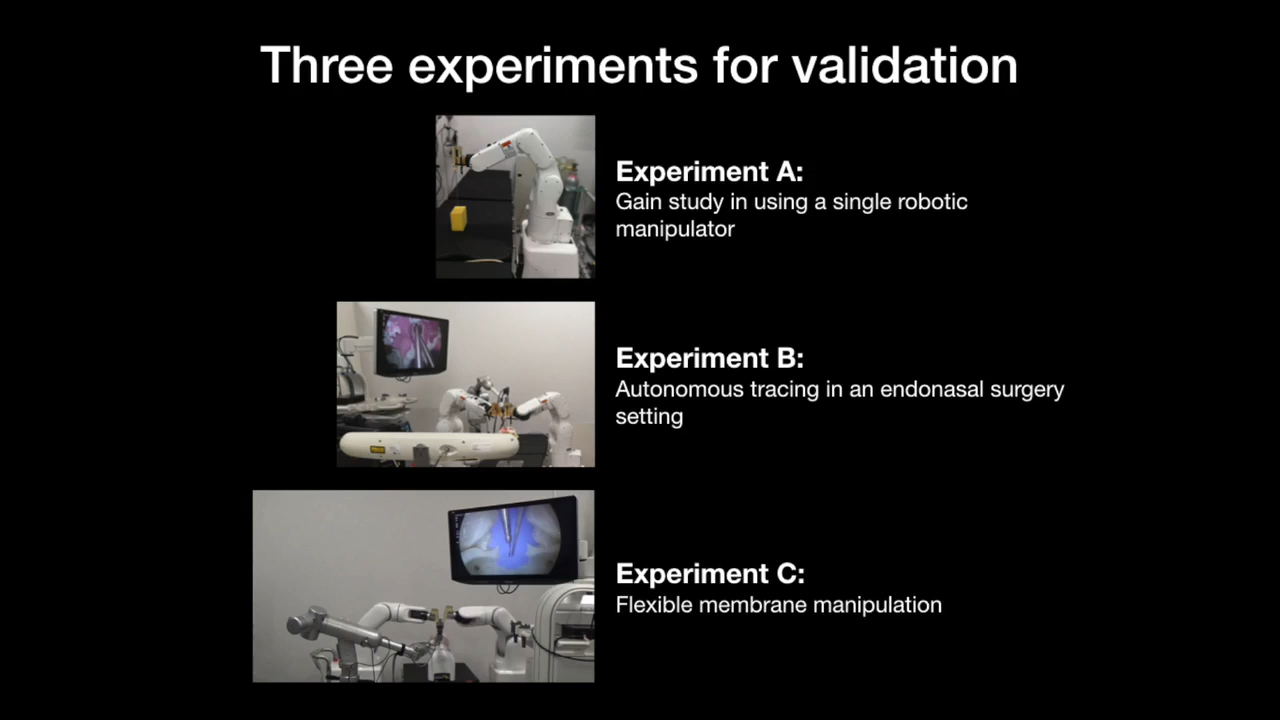 Three experiments for validation
Experiment A:
Gain study in using a single robotic
manipulator
Experiment B:
Autonomous tracing in an endonasal surgery
setting
Experiment C:
Flexible membrane manipulation